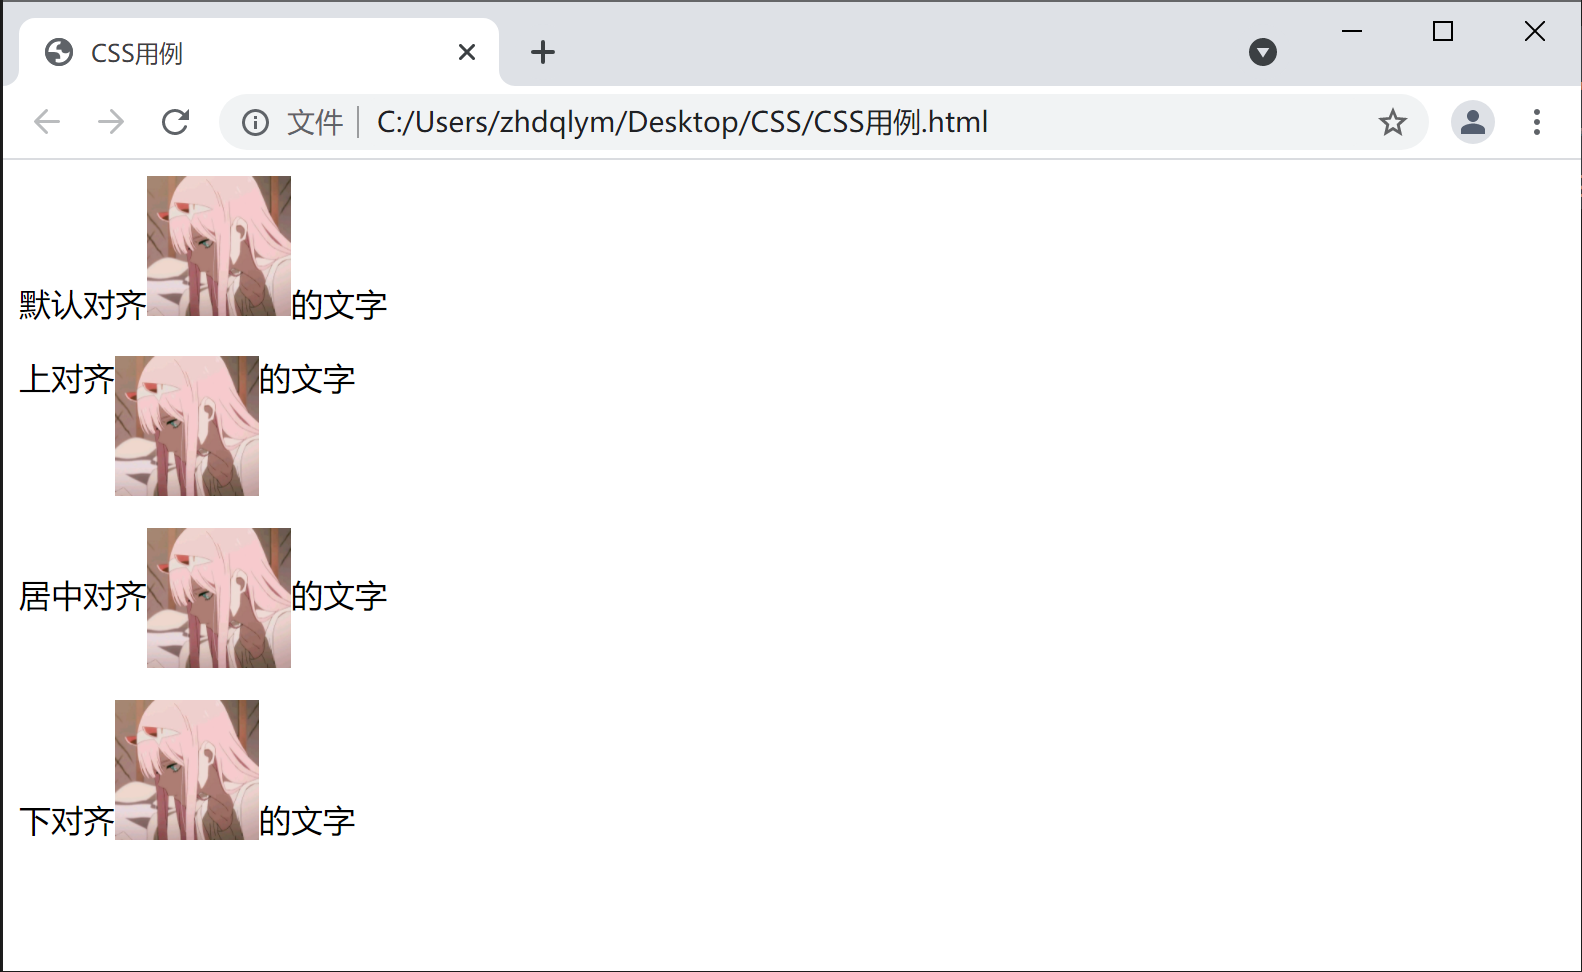 CSS用例
文件 C:/Users/zhdqlym/Desktop/CSS/CSS用例.html
默认对齐的文字
上对齐的文字
居中对齐的文字
下对齐的文字